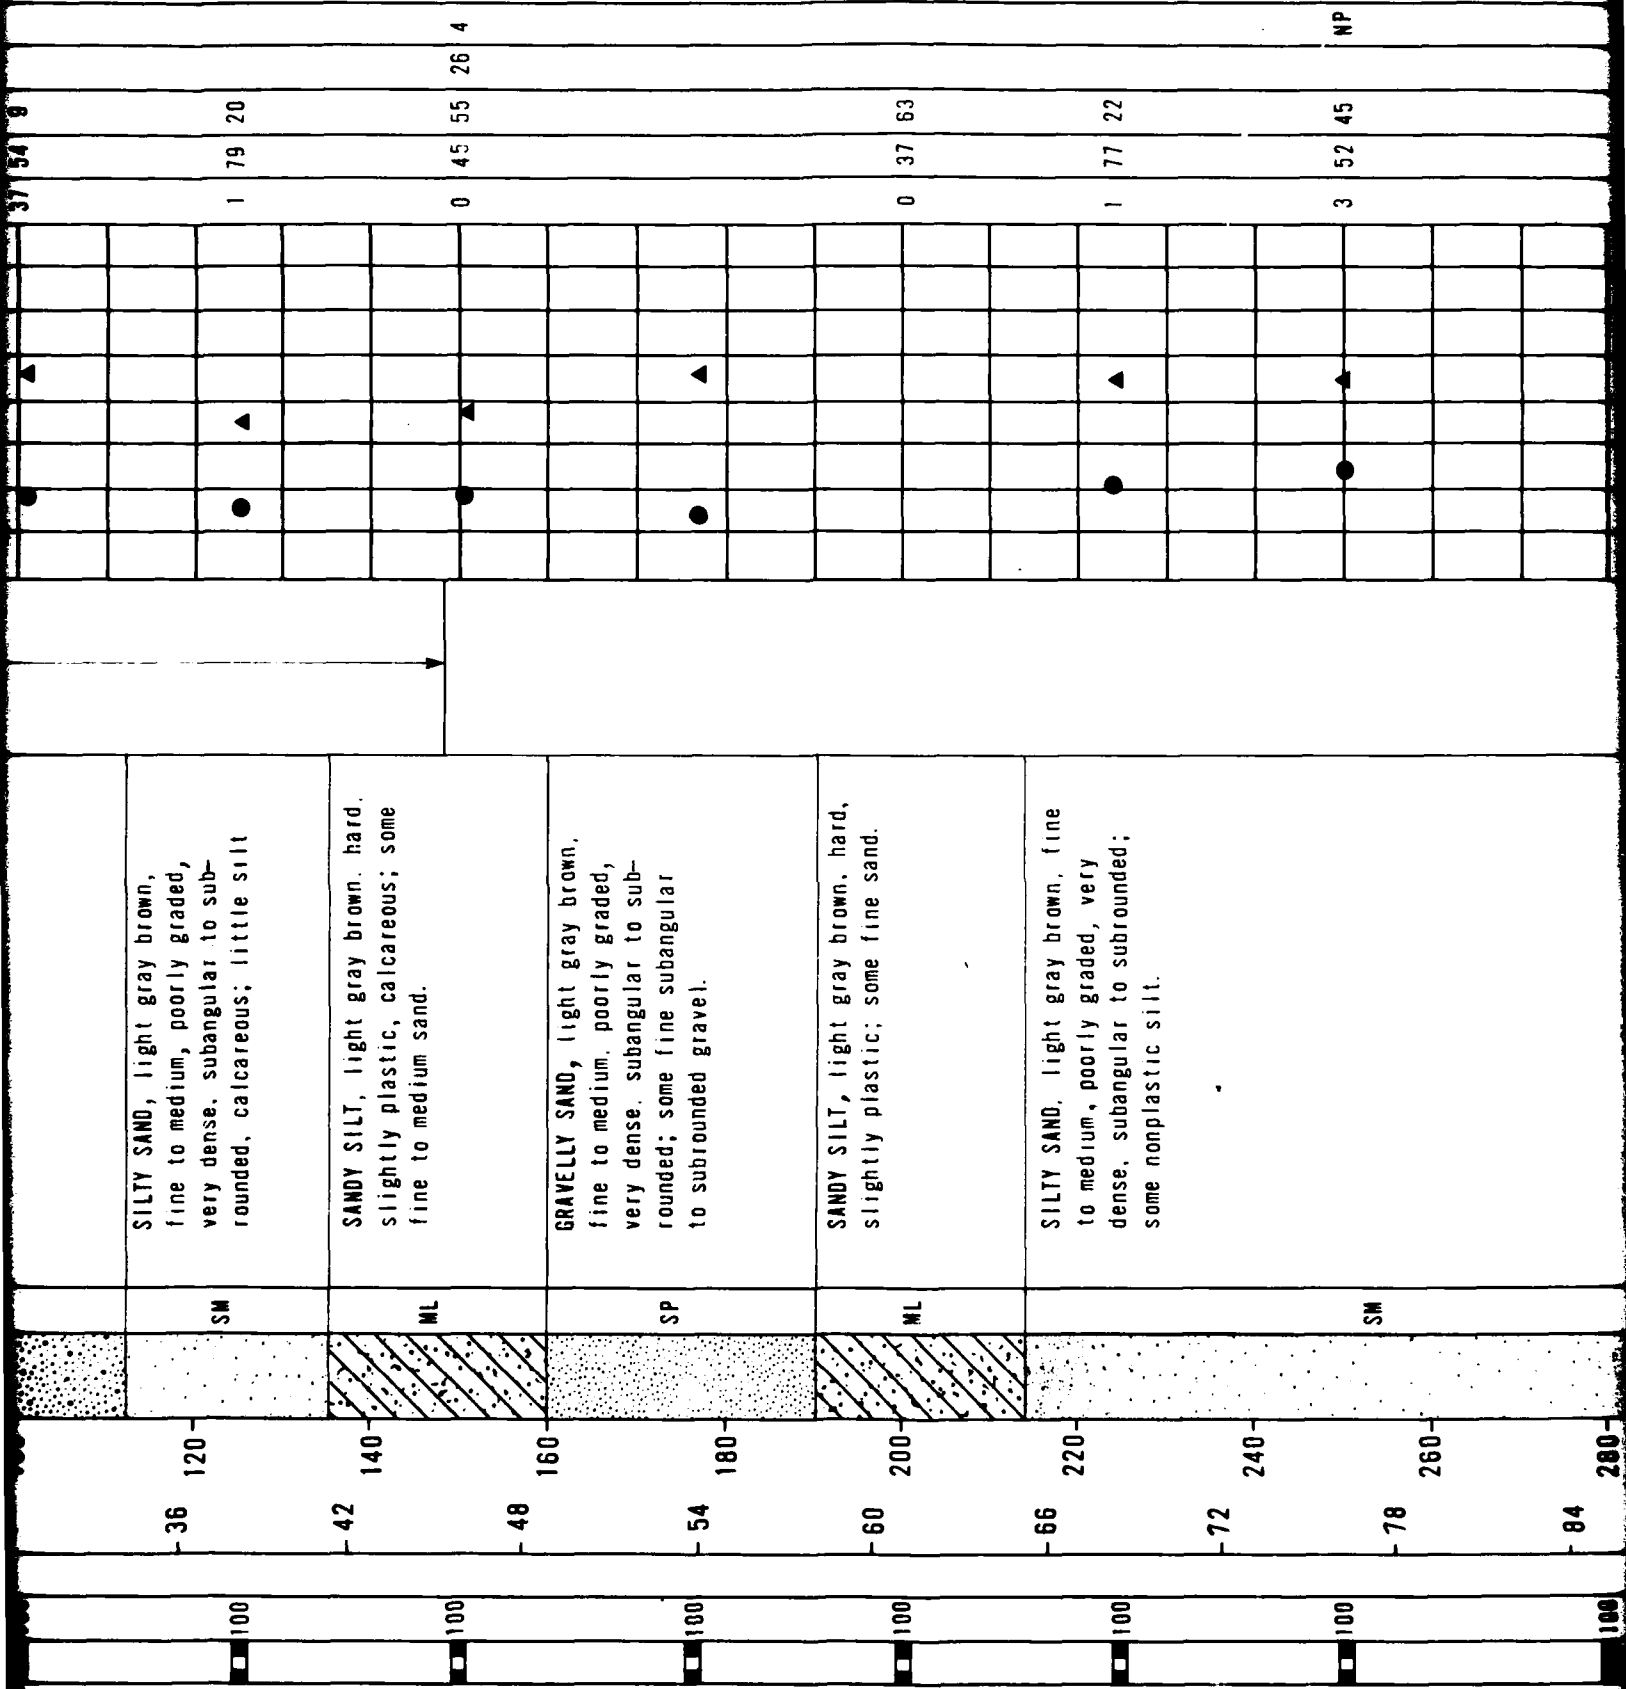 100
120
36
SM
SILTY SAND, light gray brown,
fine to medium, poorly graded,
very dense, subangular to sub-
rounded, calcareous; little silt
37 54 9
1 79 20
100
140
42
ML
SANDY SILT, light gray brown. hard.
slightly plastic, calcareous; some
fine to medium sand.
0 45 55 26 4
100
160
48
SP
GRAVELLY SAND, light gray brown,
fine to medium. poorly graded,
very dense. subangular to sub-
rounded; some fine subangular
to subrounded gravel.
100
180
54
ML
SANDY SILT, light gray brown, hard,
slightly plastic; some fine sand.
0 37 63
100
200
60
SM
SILTY SAND. light gray brown, fine
to medium, poorly graded, very
dense. subangular to subrounded;
some nonplastic silt.
1 77 22
100
220
66
3 52 45 NP
100
240
72
260
78
280
84
100